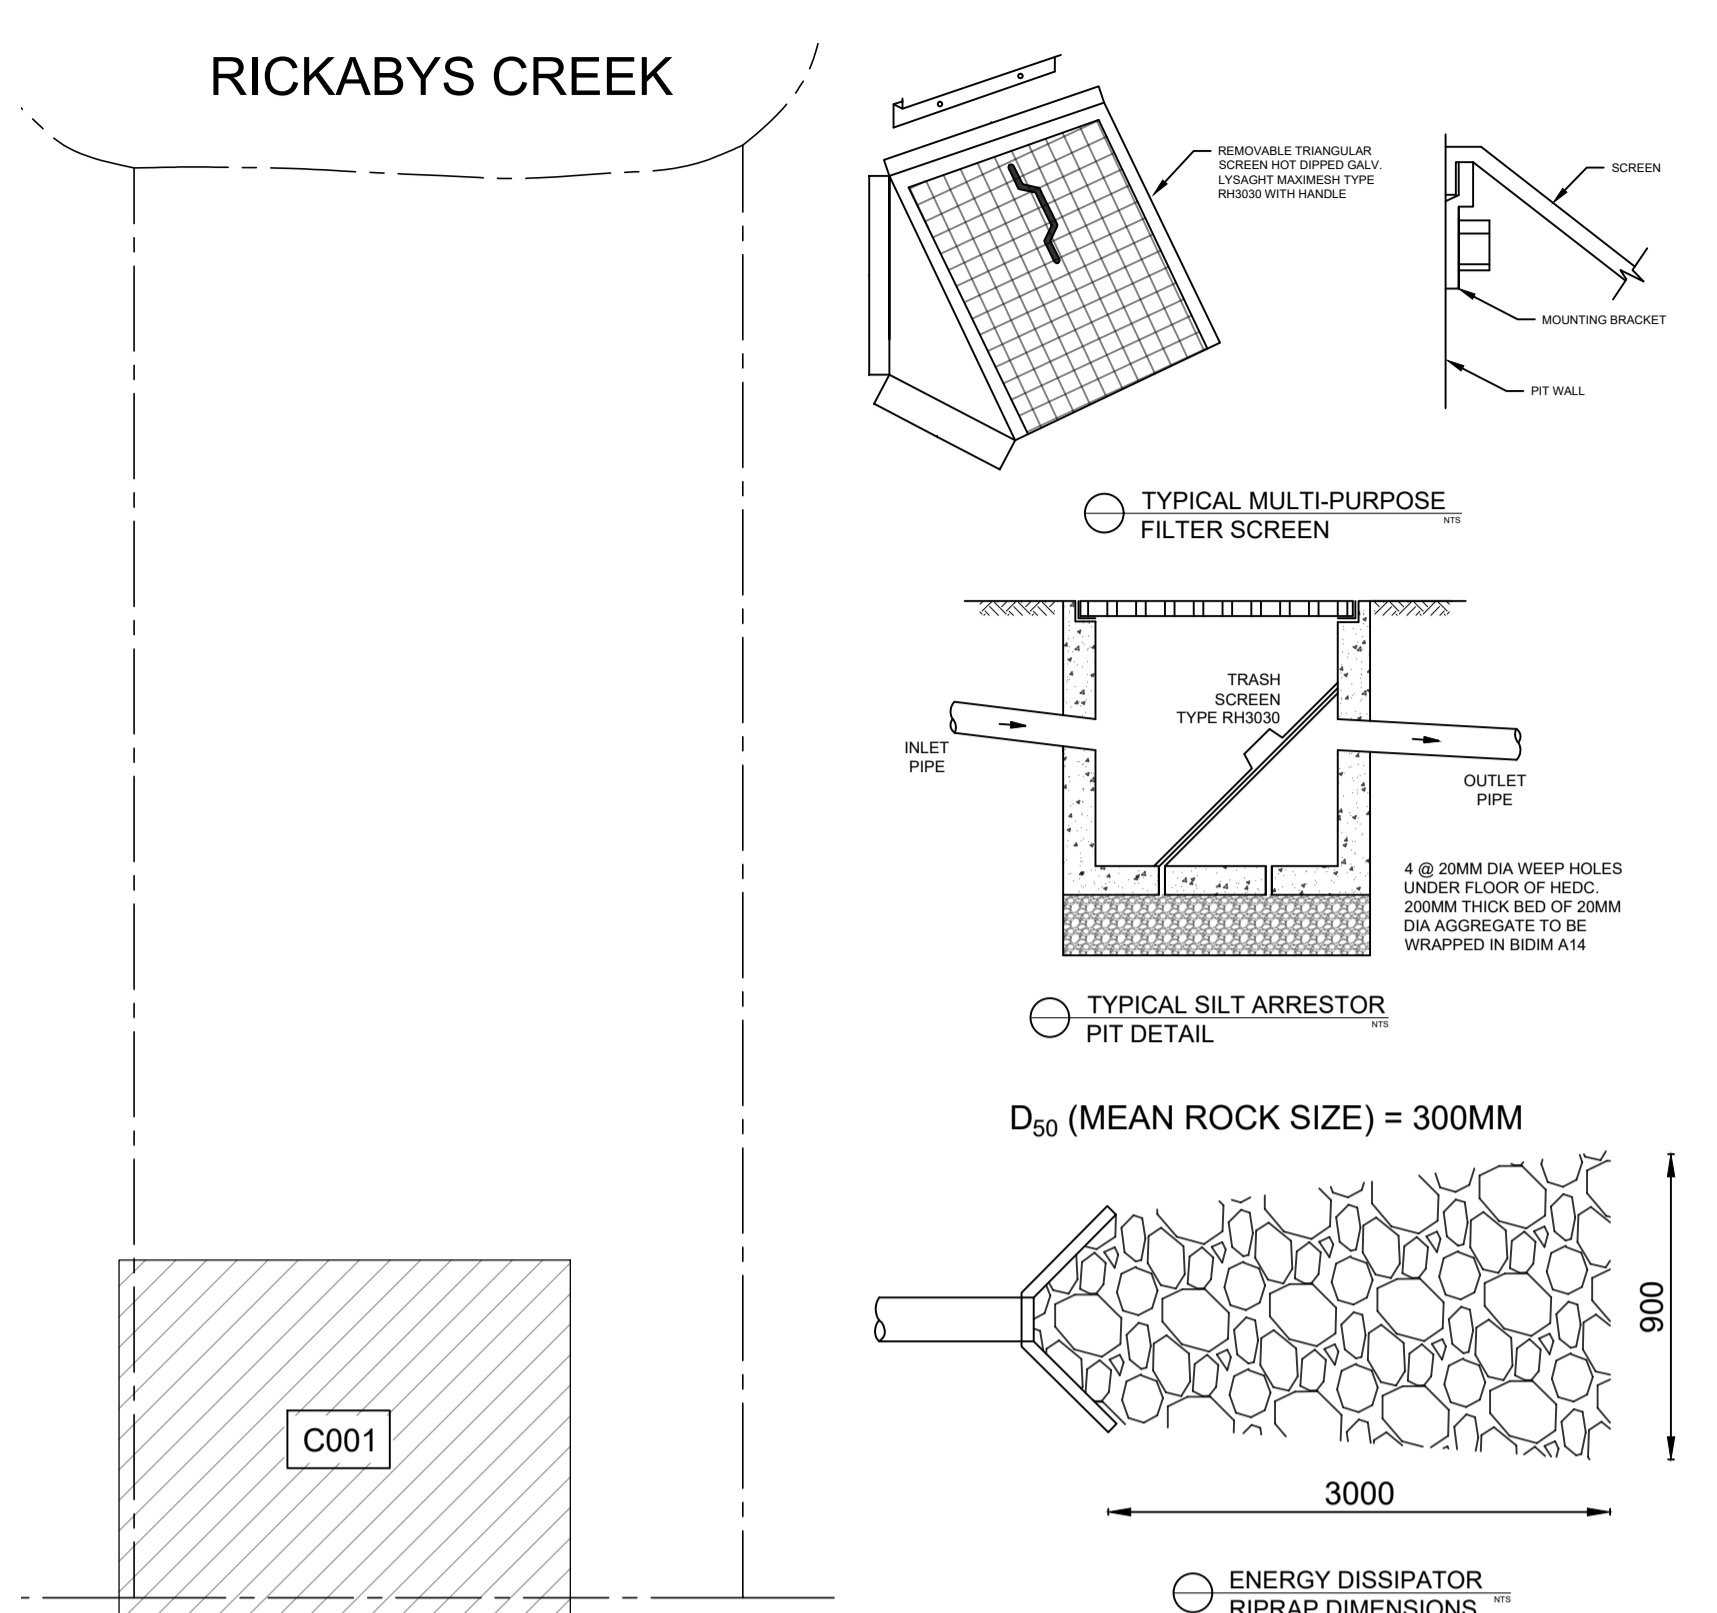 RICKABYS CREEK
REMOVABLE TRIANGULAR
SCREEN HOT DIPPED GALV.
LYSAGHT MAXIMESH TYPE
RH3030 WITH HANDLE
SCREEN
MOUNTING BRACKET
PIT WALL
TYPICAL MULTI-PURPOSE
NTS
FILTER SCREEN
TRASH
SCREEN
TYPE RH3030
INLET
PIPE
OUTLET
PIPE
4 @ 20MM DIA WEEP HOLES
UNDER FLOOR OF HEDC.
200MM THICK BED OF 20MM
DIA AGGREGATE TO BE
WRAPPED IN BIDIM A14
TYPICAL SILT ARRESTOR
NTS
PIT DETAIL
D50 (MEAN ROCK SIZE) = 300MM
900
3000
C001
ENERGY DISSIPATOR
NTS
RIPRAP DIMENSIONS